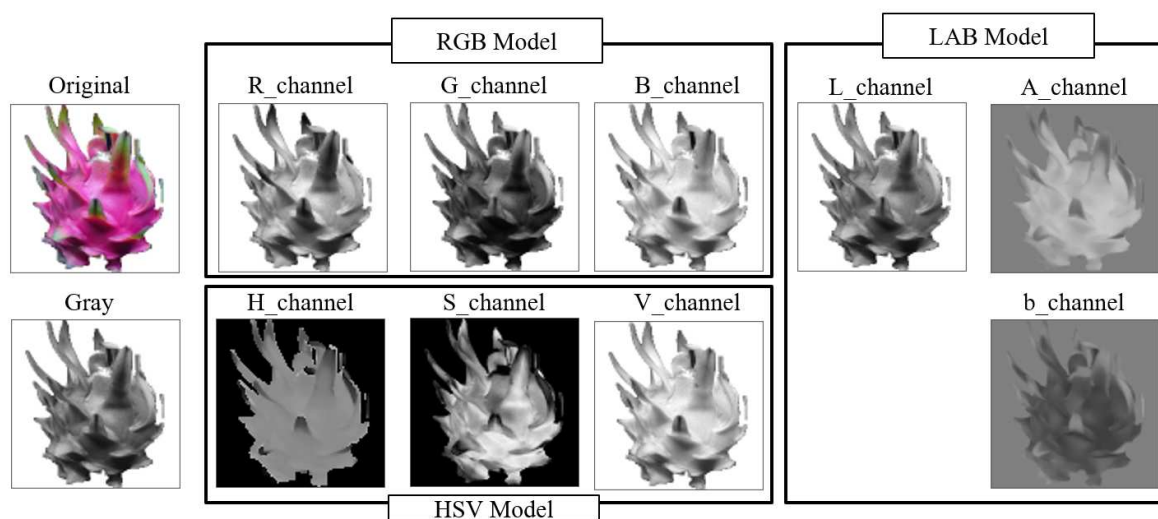 RGB Model
LAB Model
Original
R_channel
G_channel
B_channel
L_channel
A_channel
Gray
H_channel
S_channel
V_channel
b_channel
HSV Model